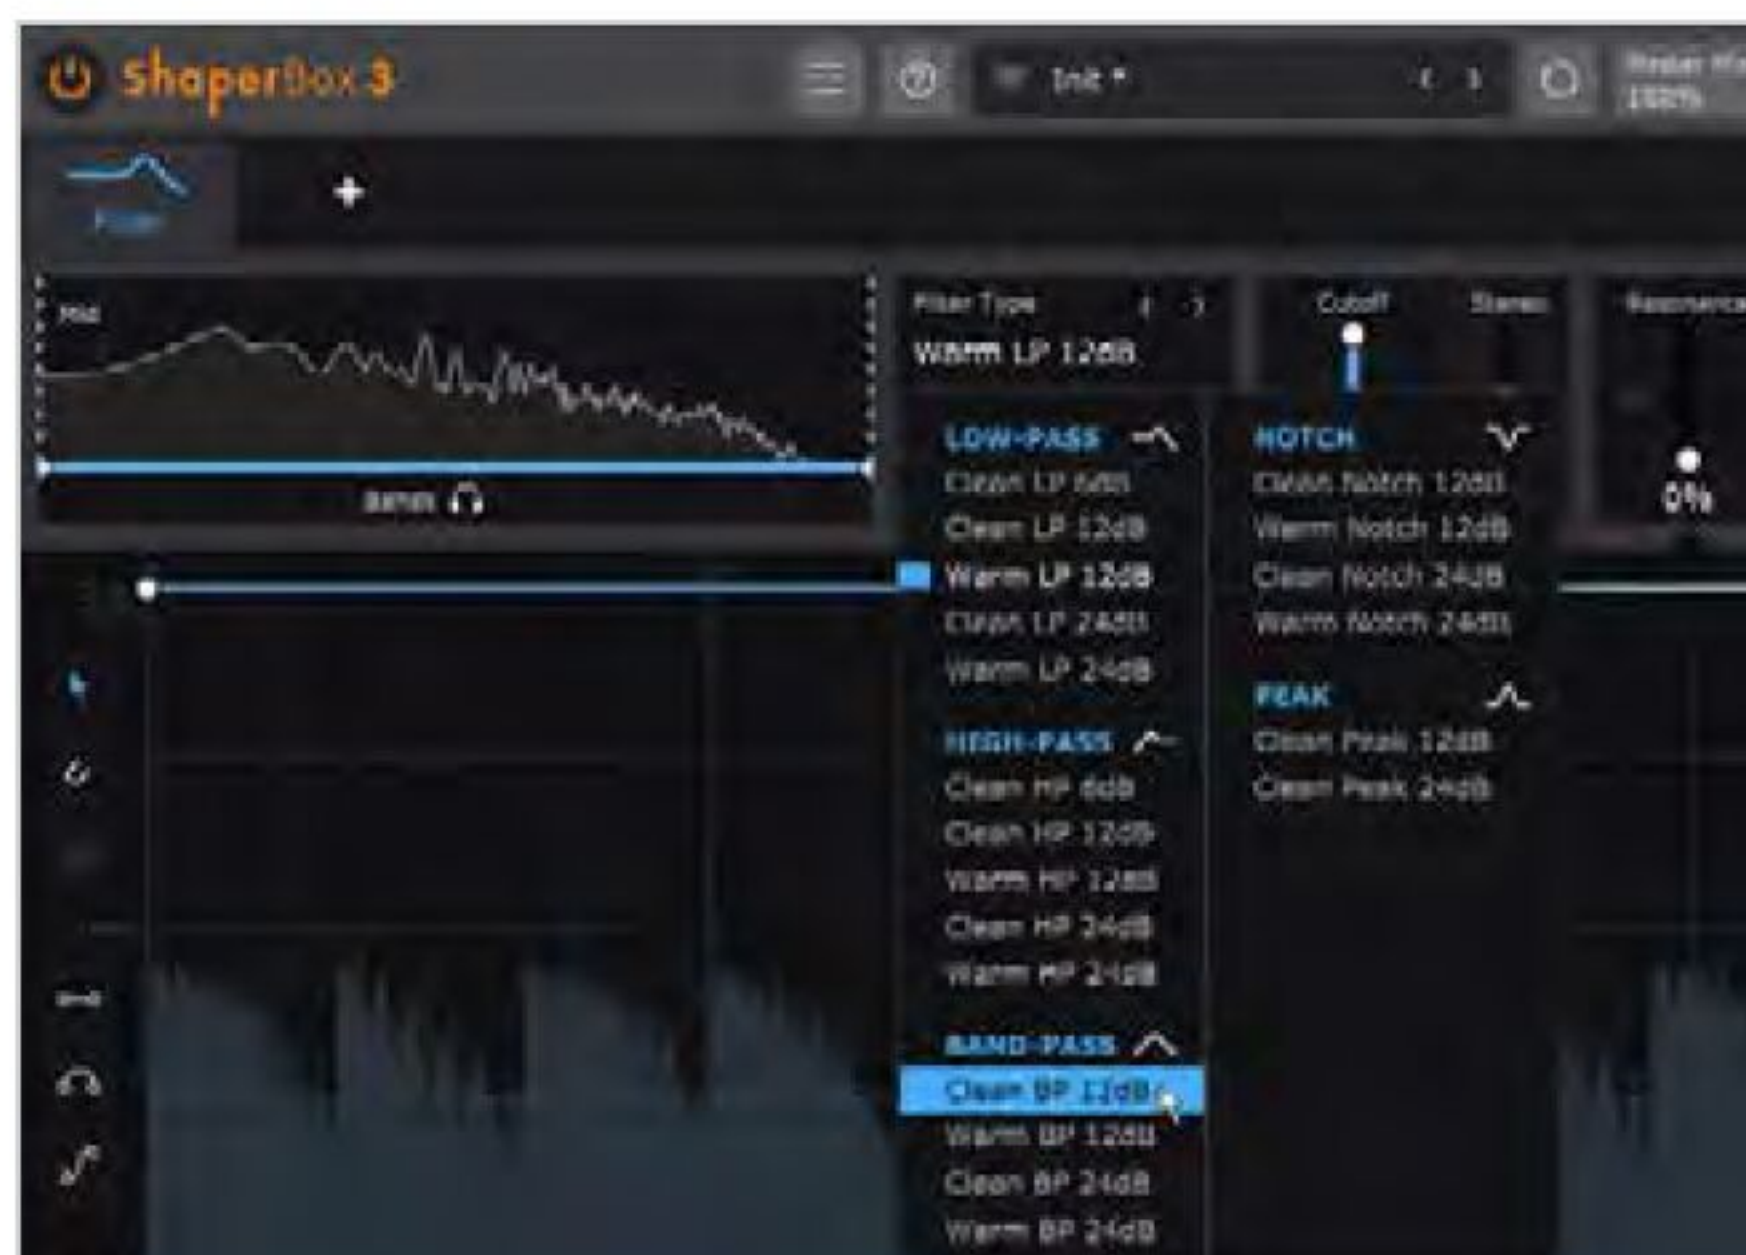 ShaperBox 3
Init *
Mid
Filter Type
Cutoff
Stereo
Resonance
Warm LP 12dB
0%
LOW-PASS
Clean LP 6dB
Clean LP 12dB
Warm LP 12dB
Clean LP 24dB
Warm LP 24dB
HIGH-PASS
Clean HP 6dB
Clean HP 12dB
Warm HP 12dB
Clean HP 24dB
Warm HP 24dB
BAND-PASS
Clean BP 12dB
Warm BP 12dB
Clean BP 24dB
Warm BP 24dB
NOTCH
Clean Notch 12dB
Warm Notch 12dB
Clean Notch 24dB
Warm Notch 24dB
PEAK
Clean Peak 12dB
Clean Peak 24dB